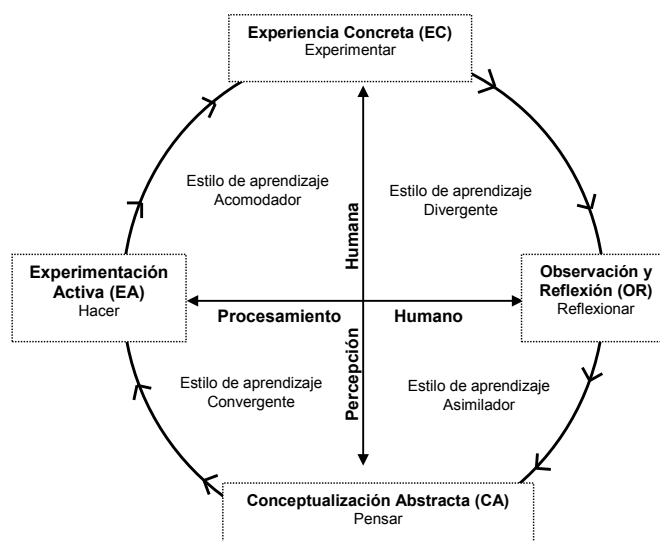 Experiencia Concreta (EC)
Experimentar
Estilo de aprendizaje
Acomodador
Estilo de aprendizaje
Divergente
Humana
Experimentación
Activa (EA)
Hacer
Procesamiento
Humano
Observación y
Reflexión (OR)
Reflexionar
Percepción
Estilo de aprendizaje
Convergente
Estilo de aprendizaje
Asimilador
Conceptualización Abstracta (CA)
Pensar